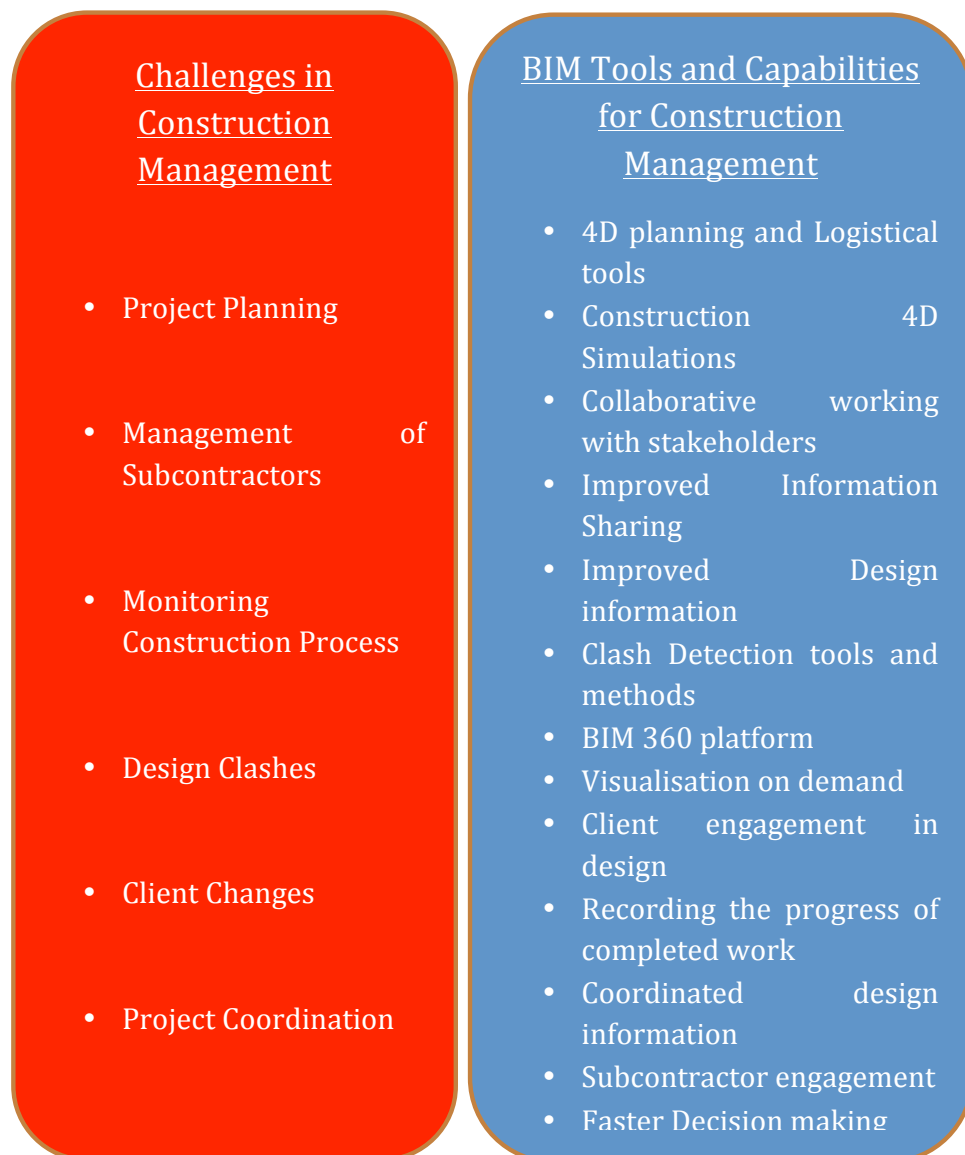 Challenges in
Construction
Management
• Project Planning
• Management of
Subcontractors
• Monitoring
Construction Process
• Design Clashes
• Client Changes
• Project Coordination
BIM Tools and Capabilities
for Construction
Management
• 4D planning and Logistical
tools
• Construction 4D
Simulations
• Collaborative working
with stakeholders
• Improved Information
Sharing
• Improved Design
information
• Clash Detection tools and
methods
• BIM 360 platform
• Visualisation on demand
• Client engagement in
design
• Recording the progress of
completed work
• Coordinated design
information
• Subcontractor engagement
• Faster Decision making